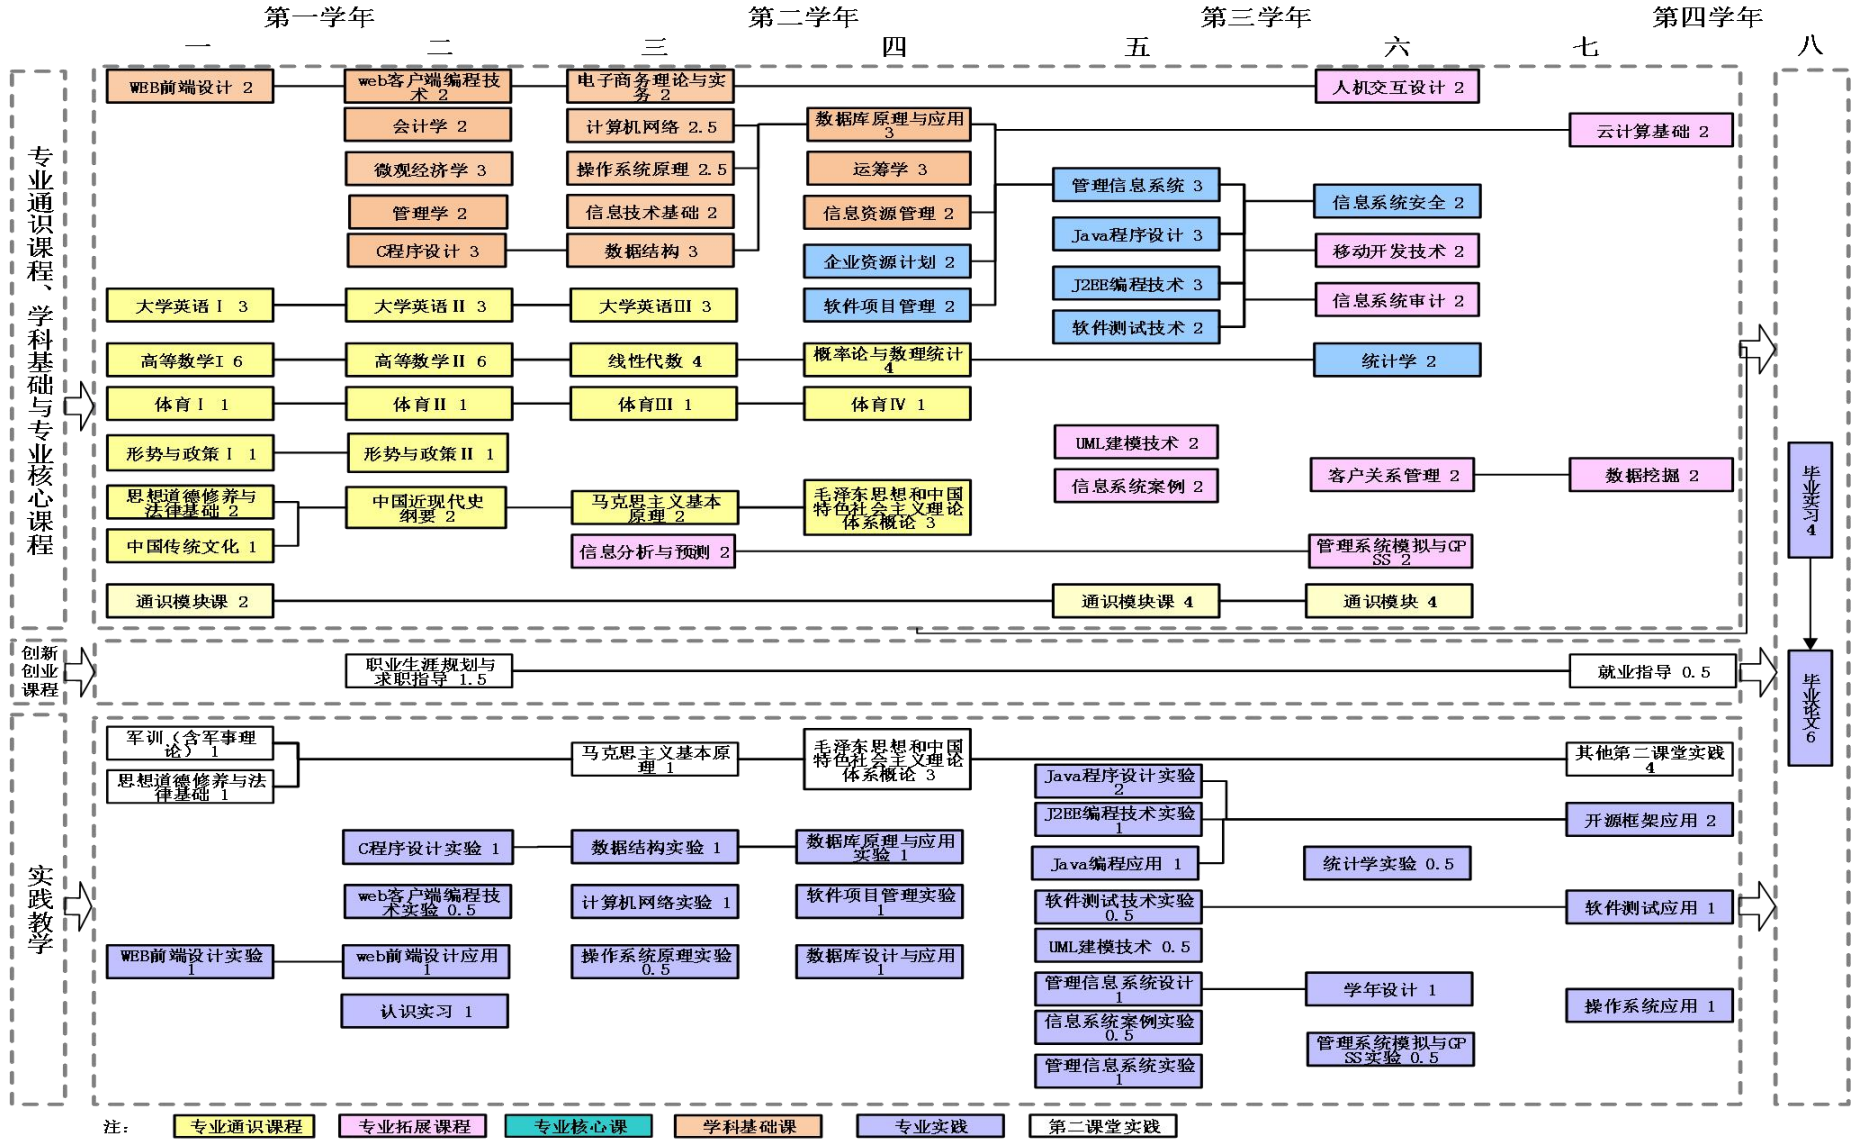 第一学年 第二学年 第三学年 第四学年
一 二 三 四 五 六 七 八
专业通识课程、学科基础与专业核心课程
WEB前端设计 2
web客户端编程技
术 2
电子商务理论与实
务 2
人机交互设计 2
会计学 2
计算机网络 2.5
数据库原理与应用
3
云计算基础 2
微观经济学 3
操作系统原理 2.5
运筹学 3
管理信息系统 3
信息系统安全 2
管理学 2
信息技术基础 2
信息资源管理 2
Java程序设计 3
移动开发技术 2
C程序设计 3
数据结构 3
企业资源计划 2
J2EE编程技术 3
信息系统审计 2
大学英语Ⅰ 3
大学英语Ⅱ 3
大学英语Ⅲ 3
软件项目管理 2
软件测试技术 2
高等数学Ⅰ 6
高等数学Ⅱ 6
线性代数 4
概率论与数理统计
4
统计学 2
体育Ⅰ 1
体育Ⅱ 1
体育Ⅲ 1
体育Ⅳ 1
形势与政策Ⅰ 1
形势与政策Ⅱ 1
UML建模技术 2
思想道德修养与
法律基础 2
中国近现代史
纲要 2
马克思主义基本
原理 2
毛泽东思想和中国
特色社会主义理论
体系概论 3
信息系统案例 2
客户关系管理 2
数据挖掘 2
中国传统文化 1
信息分析与预测 2
管理系统模拟与GP
SS 2
通识模块课 2
通识模块课 4
通识模块 4
毕业实习
4
创新
创业
课程
职业生涯规划与
求职指导 1.5
就业指导 0.5
毕业论文
6
实践教学
军训（含军事理
论） 1
思想道德修养与法
律基础 1
马克思主义基本原
理 1
毛泽东思想和中国
特色社会主义理论
体系概论 3
其他第二课堂实践
4
Java程序设计实验
2
J2EE编程技术实验
1
开源框架应用 2
C程序设计实验 1
数据结构实验 1
数据库原理与应用
实验 1
Java编程应用 1
统计学实验 0.5
web客户端编程技
术实验 0.5
计算机网络实验 1
软件项目管理实验
1
软件测试技术实验
0.5
软件测试应用 1
WEB前端设计实验
1
web前端设计应用
1
操作系统原理实验
0.5
数据库设计与应用
1
UML建模技术 0.5
管理信息系统设计
1
学年设计 1
认识实习 1
操作系统应用 1
信息系统案例实验
0.5
管理系统模拟与GP
SS实验 0.5
管理信息系统实验
1
注： 专业通识课程 专业拓展课程 专业核心课 学科基础课 专业实践 第二课堂实践